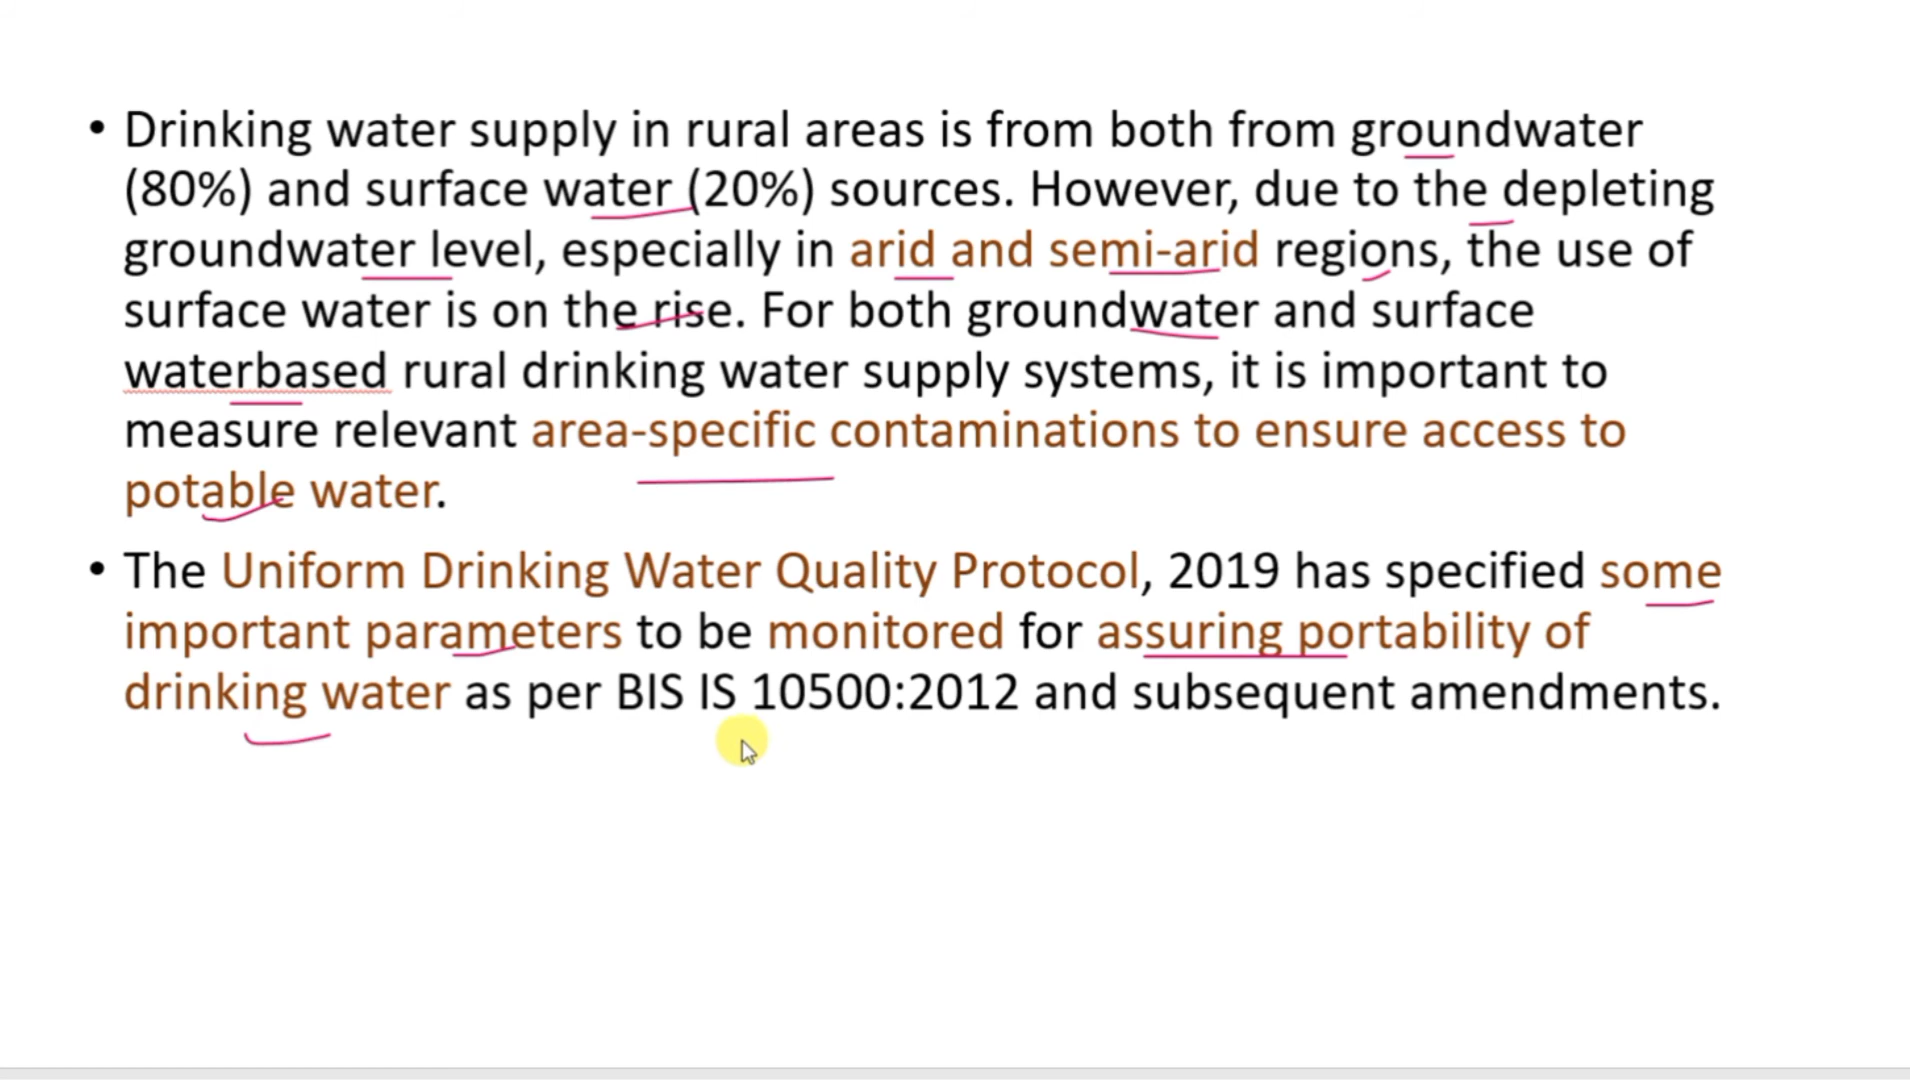 • Drinking water supply in rural areas is from both from groundwater
(80%) and surface water (20%) sources. However, due to the depleting
groundwater level, especially in arid and semi-arid regions, the use of
surface water is on the rise. For both groundwater and surface
waterbased rural drinking water supply systems, it is important to
measure relevant area-specific contaminations to ensure access to
potable water.
• The Uniform Drinking Water Quality Protocol, 2019 has specified some
important parameters to be monitored for assuring portability of
drinking water as per BIS IS 10500:2012 and subsequent amendments.